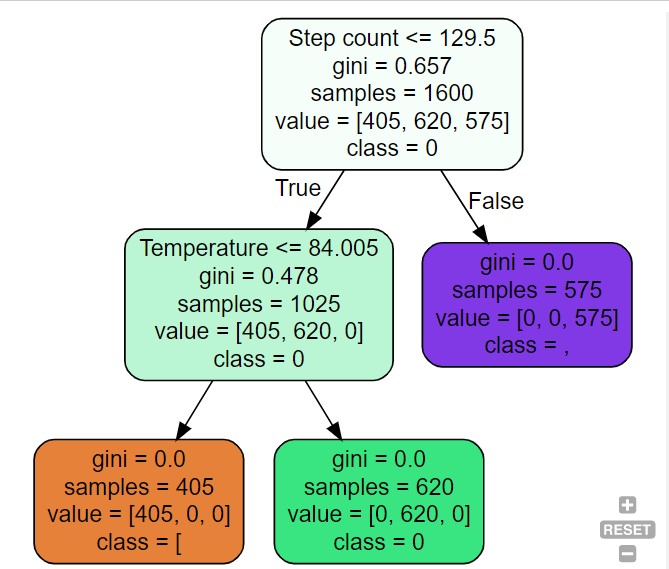 Step count <= 129.5
gini = 0.657
samples = 1600
value = [405, 620, 575]
class = 0
True
False
Temperature <= 84.005
gini = 0.478
samples = 1025
value = [405, 620, 0]
class = 0
gini = 0.0
samples = 575
value = [0, 0, 575]
class = ,
gini = 0.0
samples = 405
value = [405, 0, 0]
class = [
gini = 0.0
samples = 620
value = [0, 620, 0]
class = 0
+
RESET
−